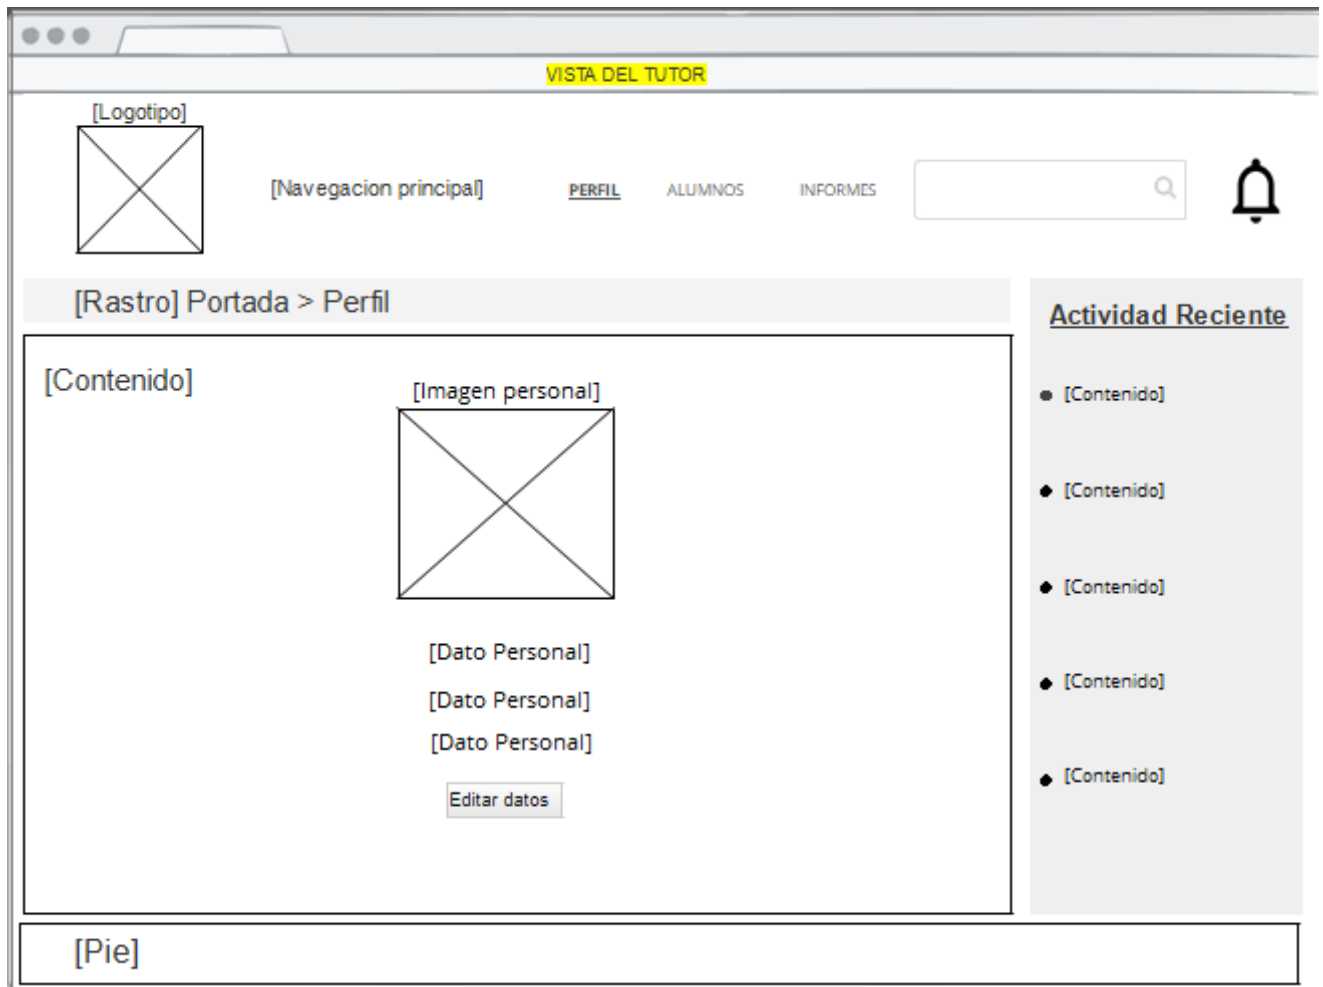 VISTA DEL TUTOR
[Logotipo]
[Navegacion principal]
PERFIL
ALUMNOS
INFORMES
[Rastro] Portada > Perfil
[Contenido]
[Imagen personal]
[Dato Personal]
[Dato Personal]
[Dato Personal]
Editar datos
Actividad Reciente
[Contenido]
[Contenido]
[Contenido]
[Contenido]
[Contenido]
[Pie]